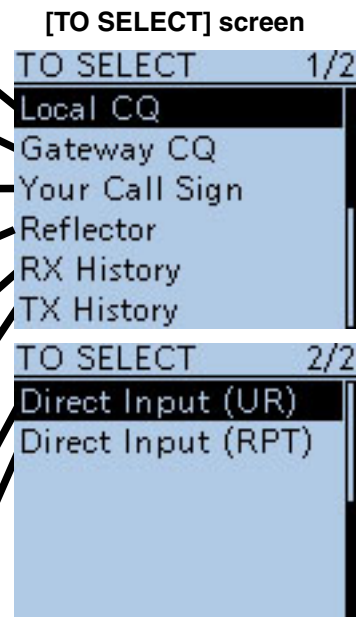 [TO SELECT] screen
TO SELECT 1/2
Local CQ
Gateway CQ
Your Call Sign
Reflector
RX History
TX History
TO SELECT 2/2
Direct Input (UR)
Direct Input (RPT)